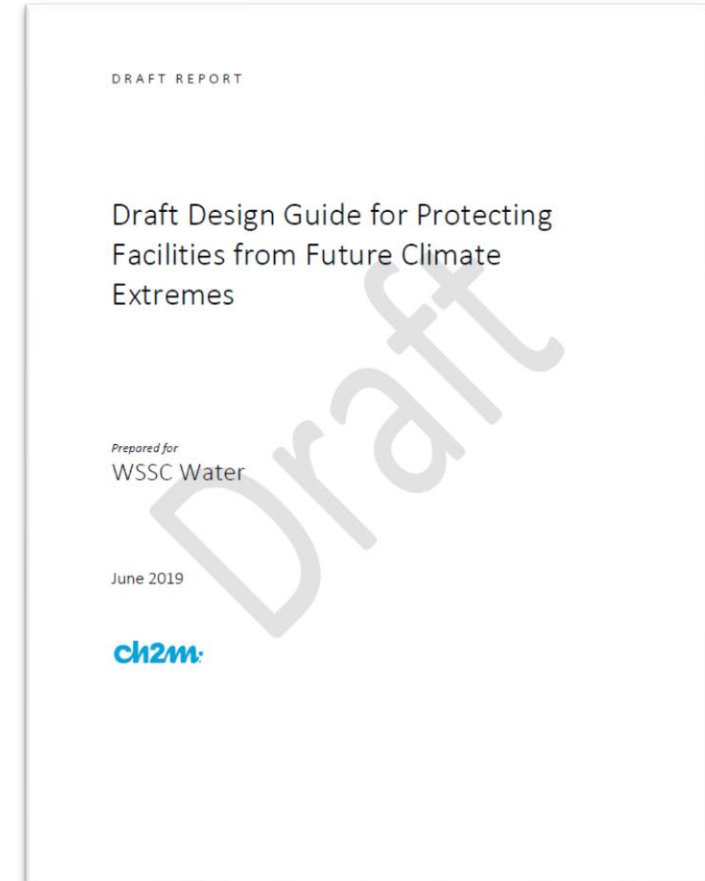 DRAFT REPORT
Draft Design Guide for Protecting
Facilities from Future Climate
Extremes
Draft
Prepared for
WSSC Water
June 2019
ch2m: